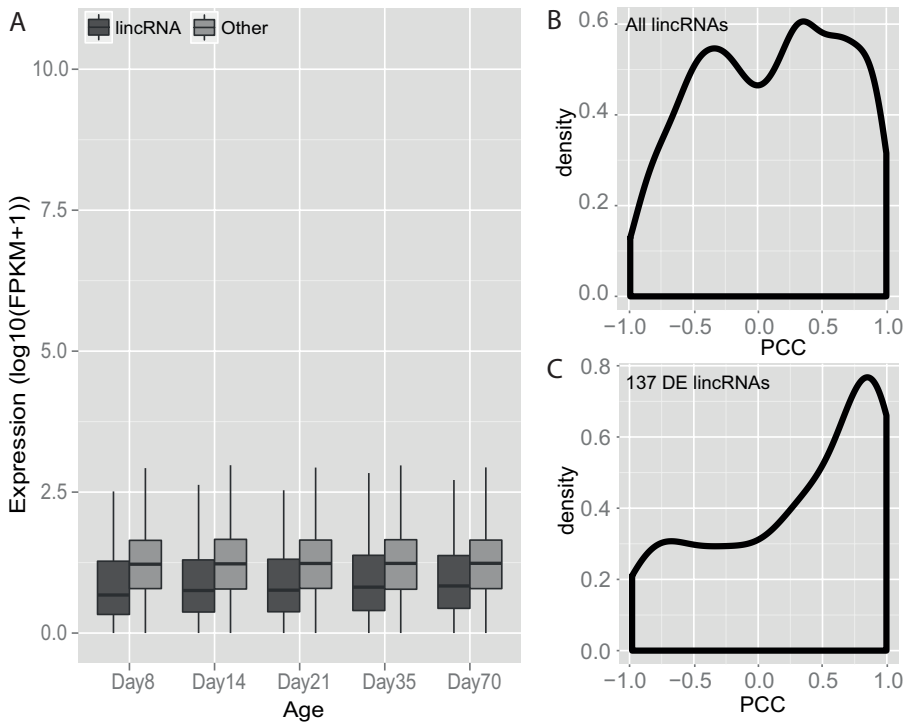 A
lincRNA
Other
Expression (log10(FPKM+1))
10.0
7.5
5.0
2.5
0.0
Day8
Day14
Day21
Day35
Day70
Age
B
All lincRNAs
density
0.6
0.4
0.2
0.0
−1.0
−0.5
0.0
0.5
1.0
PCC
C
137 DE lincRNAs
density
0.8
0.6
0.4
0.2
0.0
−1.0
−0.5
0.0
0.5
1.0
PCC